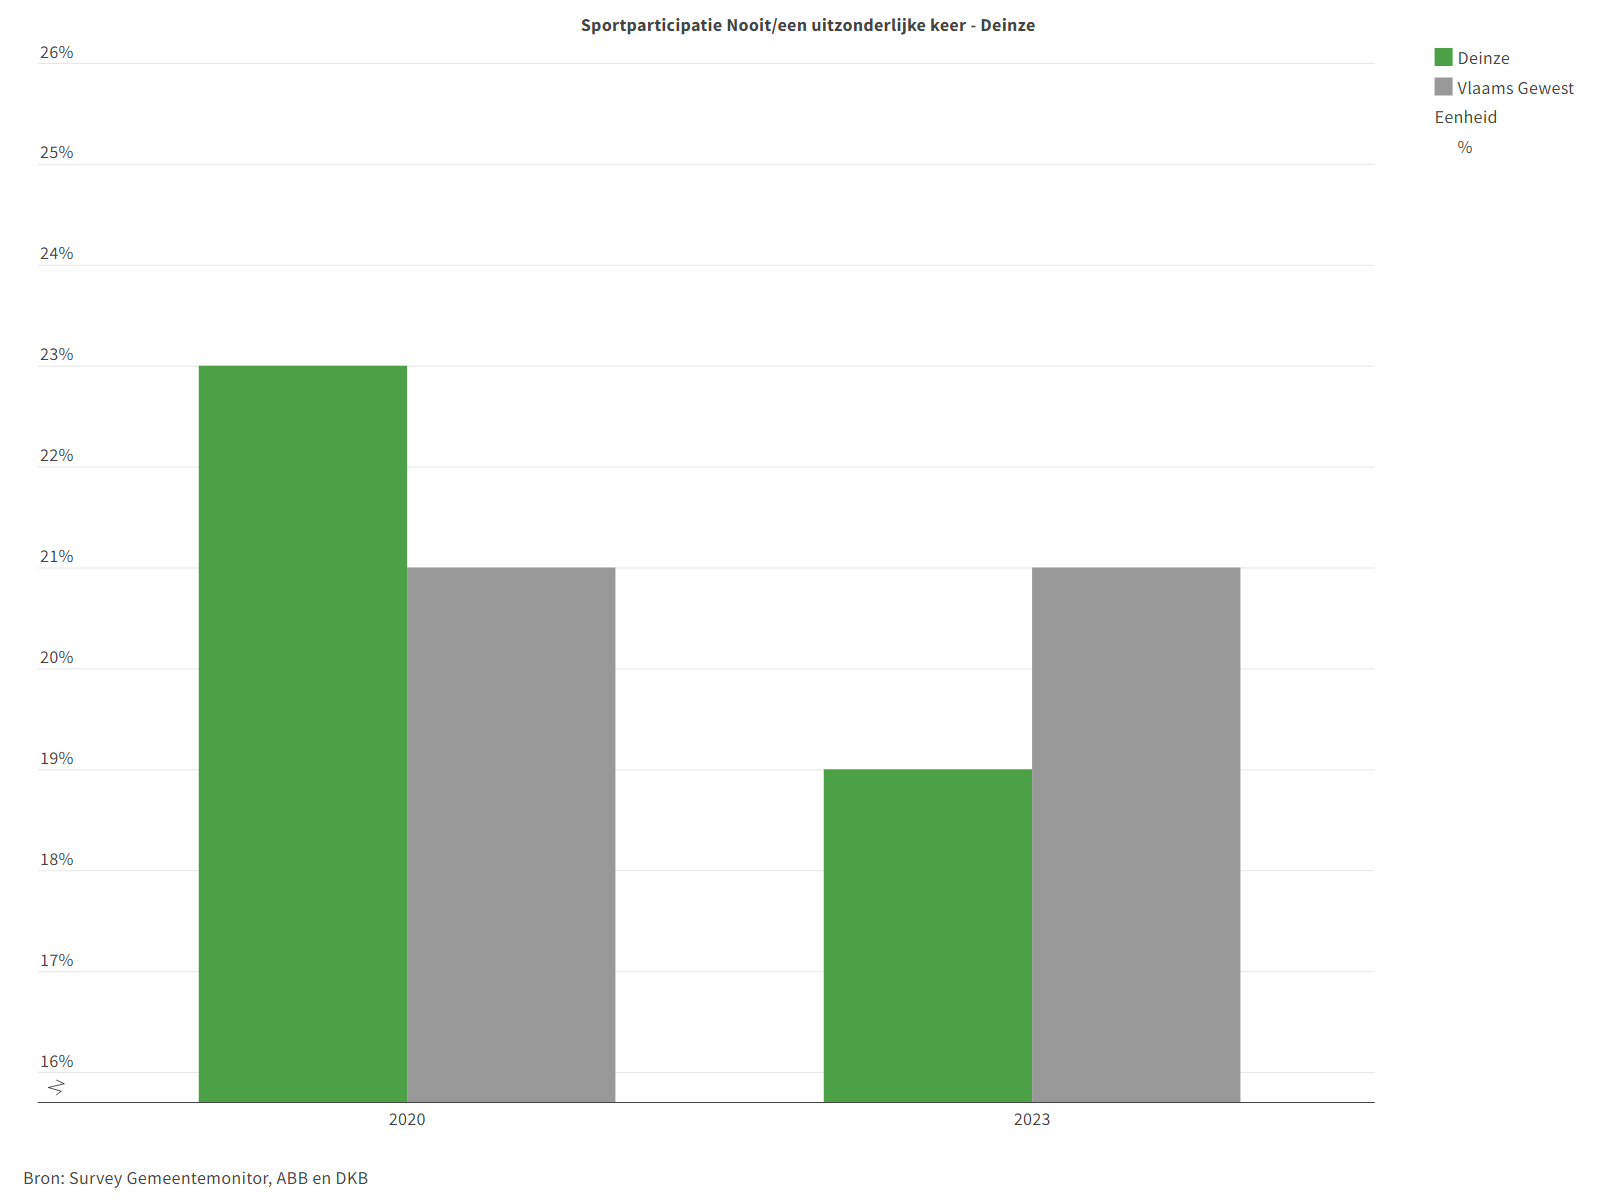 Sportparticipatie Nooit/een uitzonderlijke keer - Deinze
26%
25%
24%
23%
22%
21%
20%
19%
18%
17%
16%
2020
2023
Deinze
Vlaams Gewest
Eenheid
%
Bron: Survey Gemeentemonitor, ABB en DKB